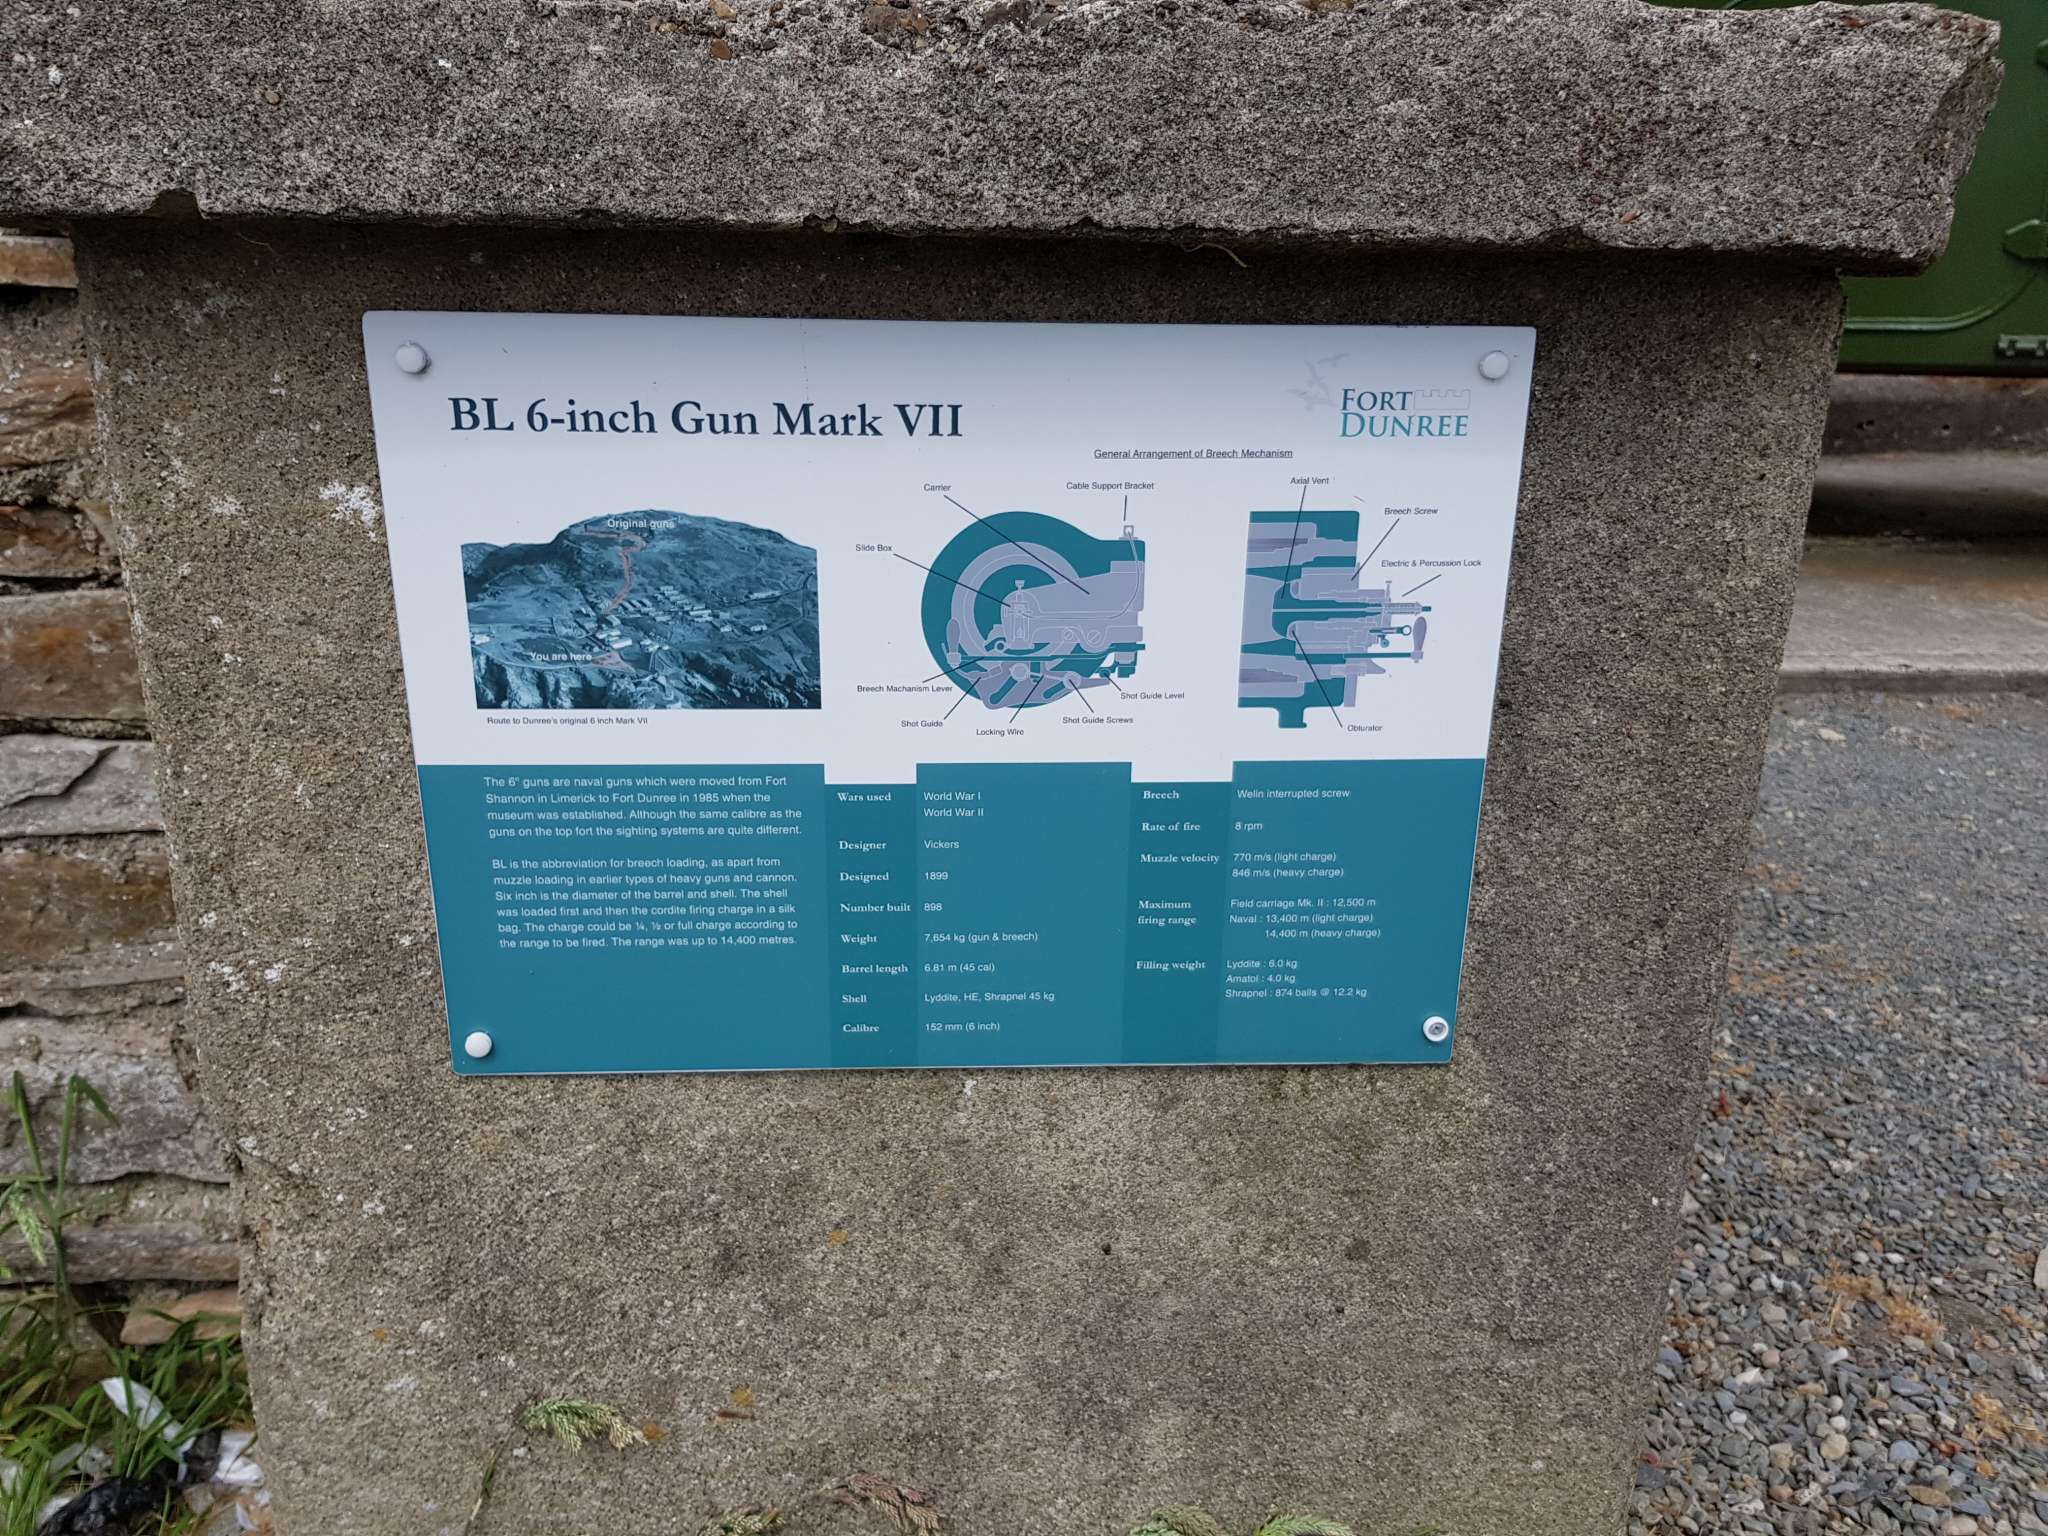 BL 6-inch Gun Mark VII
FORT
DUNREE
General Arrangement of Breech Mechanism
Original guns
You are here
Route to Dunree's original 6 inch Mark VII
Carrier
Cable Support Bracket
Slide Box
Breech Machanism Lever
Shot Guide
Locking Wire
Shot Guide Screws
Shot Guide Level
Axial Vent
Breech Screw
Electric & Percussion Lock
Obturator
The 6" guns are naval guns which were moved from Fort
Shannon in Limerick to Fort Dunree in 1985 when the
museum was established. Although the same calibre as the
guns on the top fort the sighting systems are quite different.
BL is the abbreviation for breech loading, as apart from
muzzle loading in earlier types of heavy guns and cannon.
Six inch is the diameter of the barrel and shell. The shell
was loaded first and then the cordite firing charge in a silk
bag. The charge could be ¼, ½ or full charge according to
the range to be fired. The range was up to 14,400 metres.
Wars used World War I
World War II
Designer Vickers
Designed 1899
Number built 898
Weight 7,654 kg (gun & breech)
Barrel length 6.81 m (45 cal)
Shell Lyddite, HE, Shrapnel 45 kg
Calibre 152 mm (6 inch)
Breech Welin interrupted screw
Rate of fire 8 rpm
Muzzle velocity 770 m/s (light charge)
846 m/s (heavy charge)
Maximum Field carriage Mk. II : 12,500 m
firing range Naval : 13,400 m (light charge)
14,400 m (heavy charge)
Filling weight Lyddite : 6.0 kg
Amatol : 4.0 kg
Shrapnel : 874 balls @ 12.2 kg